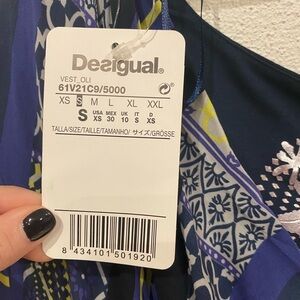 Desigual®
VEST_OLI
61V21C9/5000
XS S M L XL XXL
S USA XS MEX 30 UK 10 IT S D XS
TALLA/SIZE/TAILLE/TAMANHO/サイズ/GRÖSSE
8 434101 501920